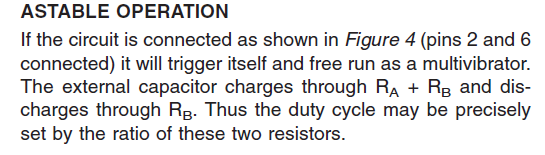 ASTABLE OPERATION
If the circuit is connected as shown in Figure 4 (pins 2 and 6
connected) it will trigger itself and free run as a multivibrator.
The external capacitor charges through RA + RB and dis-
charges through RB. Thus the duty cycle may be precisely
set by the ratio of these two resistors.